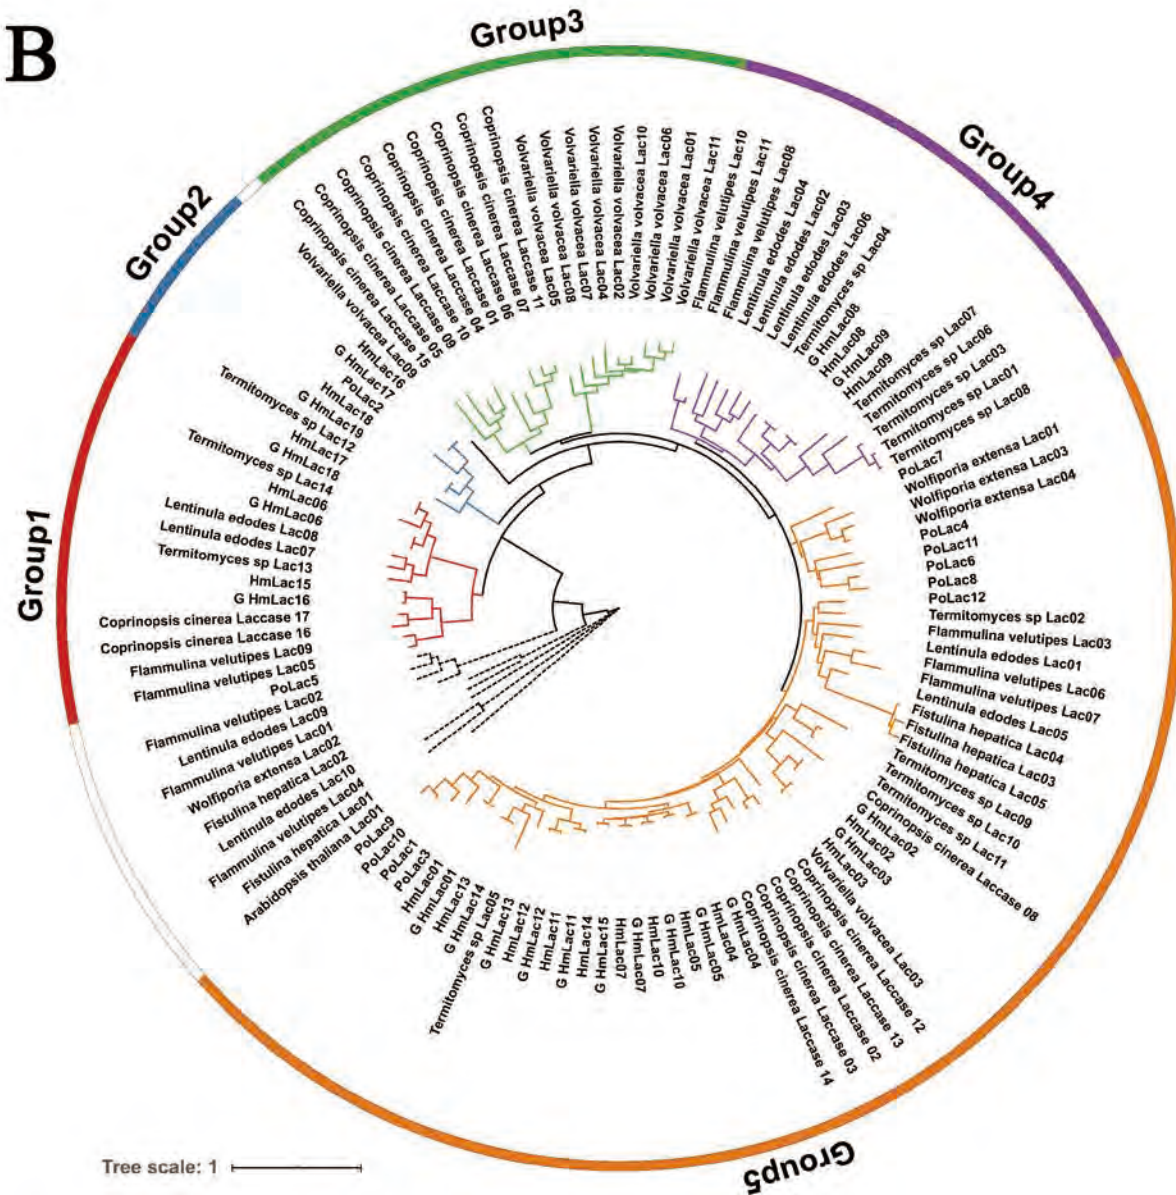 B
Group3
Group4
Group2
Group1
Group5
Coprinopsis cinerea Laccase 11
Volvariella volvacea Lac05
Volvariella volvacea Lac08
Volvariella volvacea Lac07
Volvariella volvacea Lac04
Volvariella volvacea Lac02
Volvariella volvacea Lac10
Volvariella volvacea Lac06
Volvariella volvacea Lac01
Volvariella volvacea Lac11
Flammulina velutipes Lac10
Flammulina velutipes Lac11
Flammulina velutipes Lac08
Lentinula edodes Lac04
Lentinula edodes Lac02
Lentinula edodes Lac03
Lentinula edodes Lac06
Termitomyces sp Lac04
G HmLac08
HmLac08
G HmLac09
HmLac09
Termitomyces sp Lac07
Termitomyces sp Lac06
Termitomyces sp Lac03
Termitomyces sp Lac01
Termitomyces sp Lac08
PoLac7
Wolfiporia extensa Lac01
Wolfiporia extensa Lac03
Wolfiporia extensa Lac04
PoLac4
PoLac11
PoLac6
PoLac8
PoLac12
Termitomyces sp Lac02
Flammulina velutipes Lac03
Lentinula edodes Lac01
Flammulina velutipes Lac06
Flammulina velutipes Lac07
Lentinula edodes Lac05
Fistulina hepatica Lac04
Fistulina hepatica Lac03
Fistulina hepatica Lac05
Termitomyces sp Lac09
Termitomyces sp Lac10
Termitomyces sp Lac11
Coprinopsis cinerea Laccase 08
G HmLac02
HmLac02
G HmLac03
HmLac03
Volvariella volvacea Lac03
Coprinopsis cinerea Laccase 12
Coprinopsis cinerea Laccase 13
Coprinopsis cinerea Laccase 02
Coprinopsis cinerea Laccase 03
Coprinopsis cinerea Laccase 14
G HmLac04
HmLac04
G HmLac05
HmLac05
G HmLac10
HmLac10
G HmLac07
HmLac07
G HmLac15
HmLac14
G HmLac11
HmLac11
G HmLac12
HmLac12
G HmLac13
Termitomyces sp Lac05
G HmLac14
HmLac13
G HmLac01
HmLac01
PoLac3
PoLac1
PoLac10
PoLac9
Arabidopsis thaliana Lac01
Fistulina hepatica Lac01
Flammulina velutipes Lac04
Lentinula edodes Lac10
Fistulina hepatica Lac02
Wolfiporia extensa Lac02
Flammulina velutipes Lac01
Lentinula edodes Lac09
Flammulina velutipes Lac02
PoLac5
Flammulina velutipes Lac05
Flammulina velutipes Lac09
Coprinopsis cinerea Laccase 16
Coprinopsis cinerea Laccase 17
G HmLac16
HmLac15
Termitomyces sp Lac13
Lentinula edodes Lac07
Lentinula edodes Lac08
G HmLac06
HmLac06
Termitomyces sp Lac14
G HmLac18
HmLac17
Termitomyces sp Lac12
G HmLac19
HmLac18
PoLac2
G HmLac17
HmLac16
Volvariella volvacea Lac09
Coprinopsis cinerea Laccase 15
Coprinopsis cinerea Laccase 05
Coprinopsis cinerea Laccase 09
Coprinopsis cinerea Laccase 10
Coprinopsis cinerea Laccase 04
Coprinopsis cinerea Laccase 01
Coprinopsis cinerea Laccase 06
Coprinopsis cinerea Laccase 07
Tree scale: 1